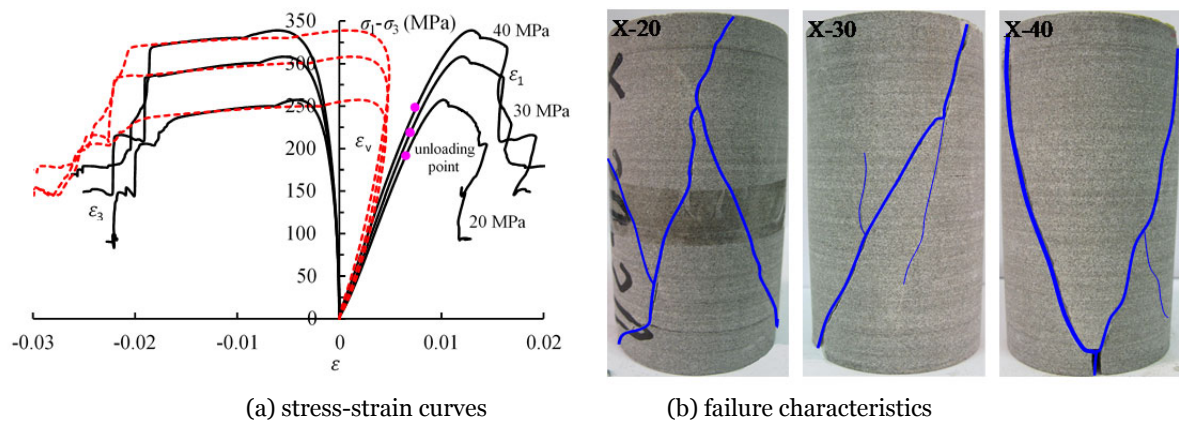 350
300
250
200
150
100
50
0
-0.03 -0.02 -0.01 0 0.01 0.02
ε
σ1-σ3 (MPa)
40 MPa
ε1
30 MPa
εv
unloading
point
ε3
20 MPa
X-20
X-30
X-40
(a) stress-strain curves
(b) failure characteristics